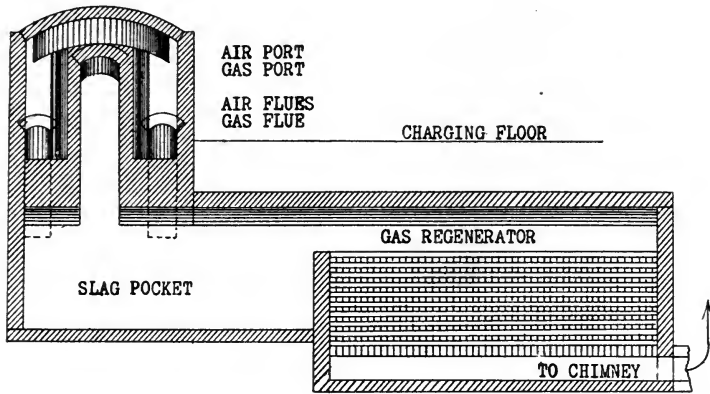 AIR PORT
GAS PORT
AIR FLUES
GAS FLUE
CHARGING FLOOR
GAS REGENERATOR
SLAG POCKET
TO CHIMNEY